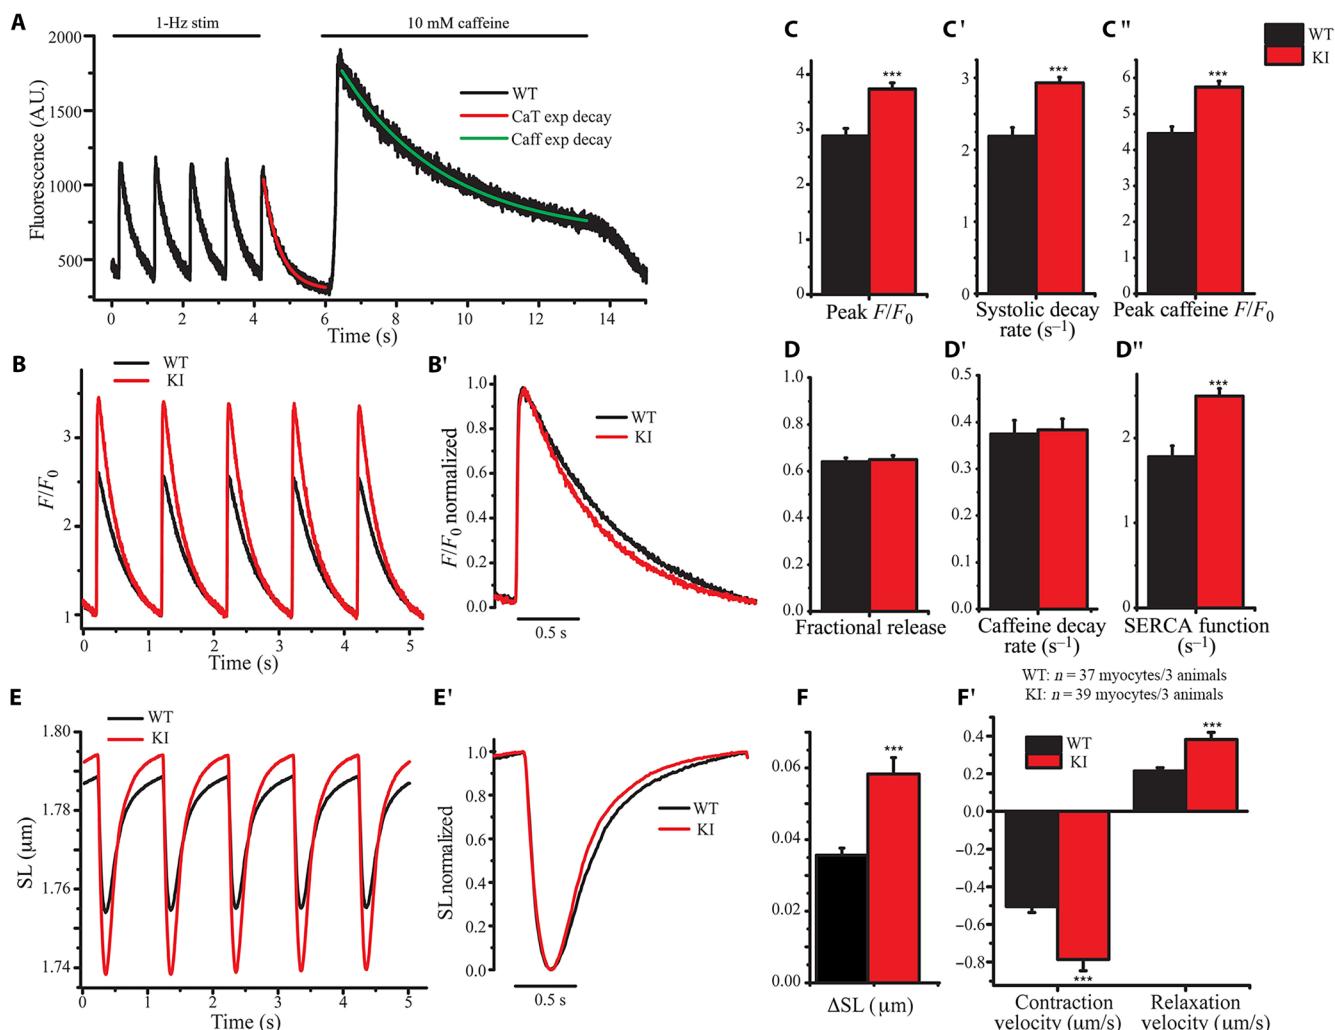 A
1-Hz stim
10 mM caffeine
2000
1500
1000
500
Fluorescence (A.U.)
WT
CaT exp decay
Caff exp decay
0
2
4
6
8
10
12
14
Time (s)
C
4
3
2
1
0
Peak F/F0
***
C'
3
2
1
0
Systolic decay
rate (s–1)
***
C"
6
5
4
3
2
1
0
Peak caffeine F/F0
***
WT
KI
B
WT
KI
3
2
1
F/F0
0
1
2
3
4
5
Time (s)
B'
1.0
0.8
0.6
0.4
0.2
0.0
F/F0 normalized
WT
KI
0.5 s
D
1.0
0.8
0.6
0.4
0.2
0.0
Fractional release
D'
0.5
0.4
0.3
0.2
0.1
0.0
Caffeine decay
rate (s–1)
D"
2
1
0
***
SERCA function
(s–1)
WT: n = 37 myocytes/3 animals
KI: n = 39 myocytes/3 animals
E
WT
KI
1.80
1.78
1.76
1.74
SL (μm)
0
1
2
3
4
5
Time (s)
E'
1.0
0.8
0.6
0.4
0.2
0.0
SL normalized
WT
KI
0.5 s
F
0.06
0.04
0.02
0.00
***
ΔSL (μm)
F'
WT
KI
0.4
0.2
0.0
–0.2
–0.4
–0.6
–0.8
***
***
Contraction
velocity (μm/s)
Relaxation
velocity (μm/s)